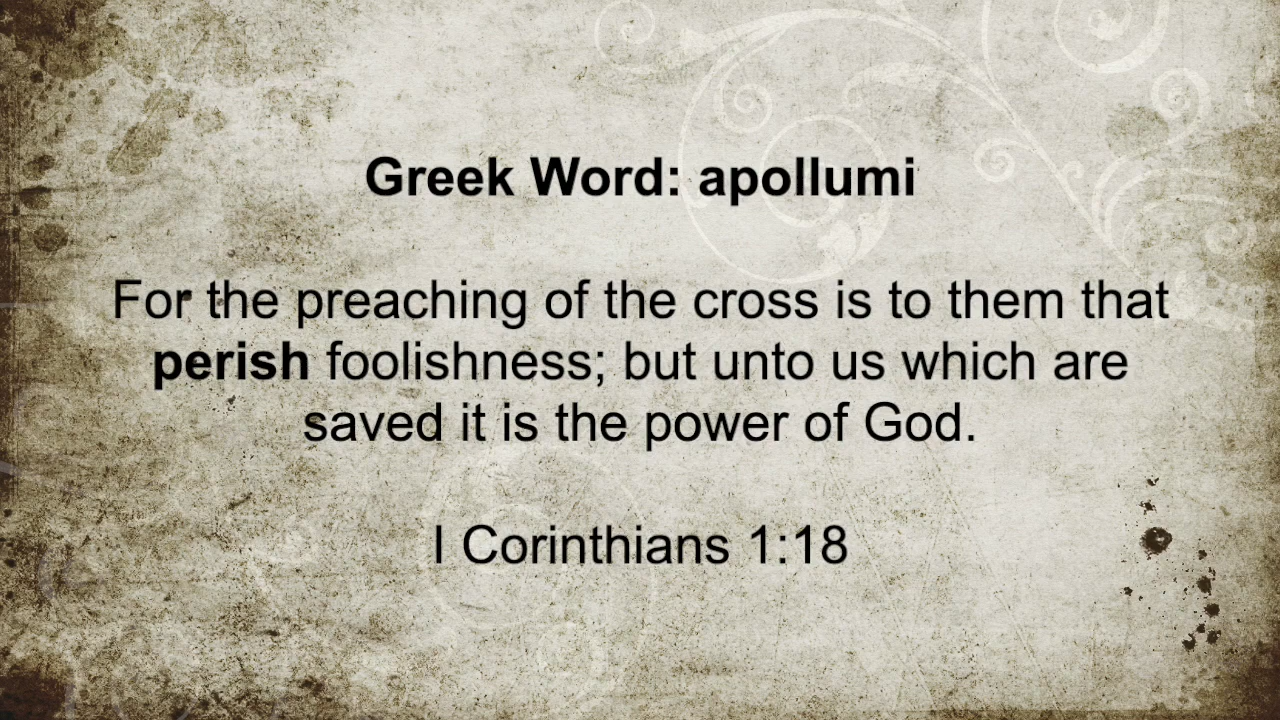 Greek Word: apollumi
For the preaching of the cross is to them that
perish foolishness; but unto us which are
saved it is the power of God.
I Corinthians 1:18